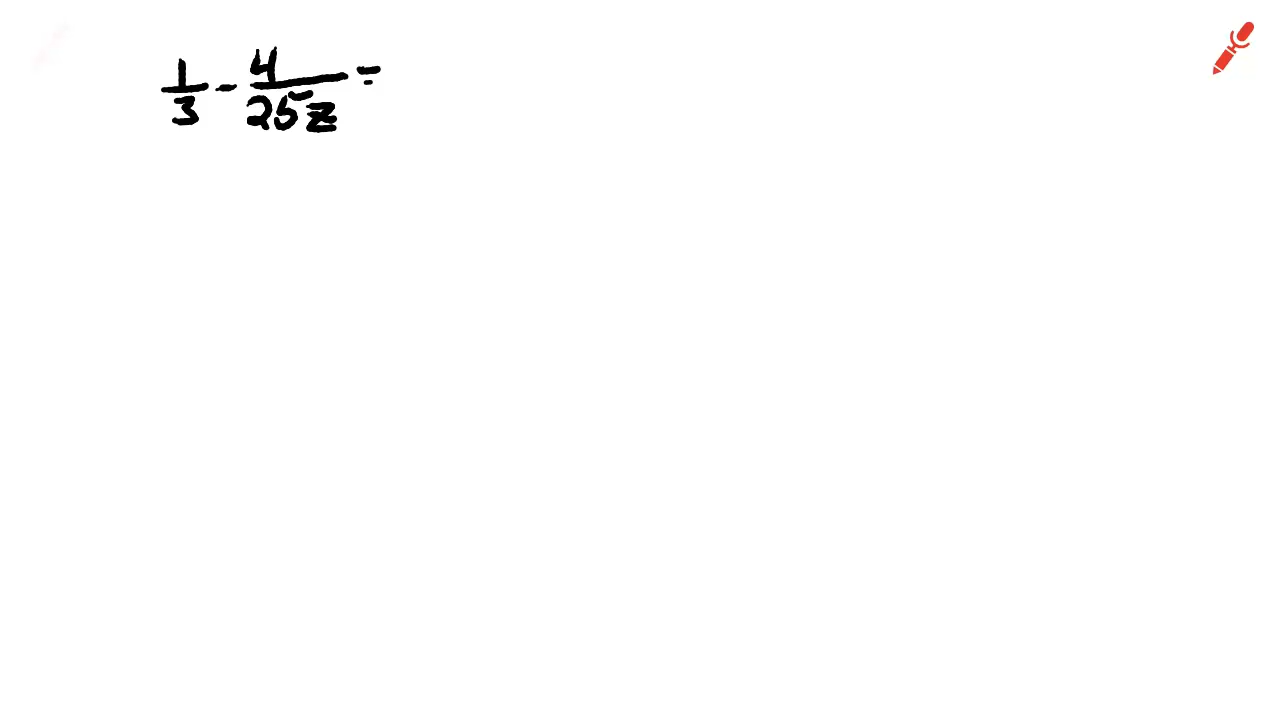 1/3 - 4/25z =